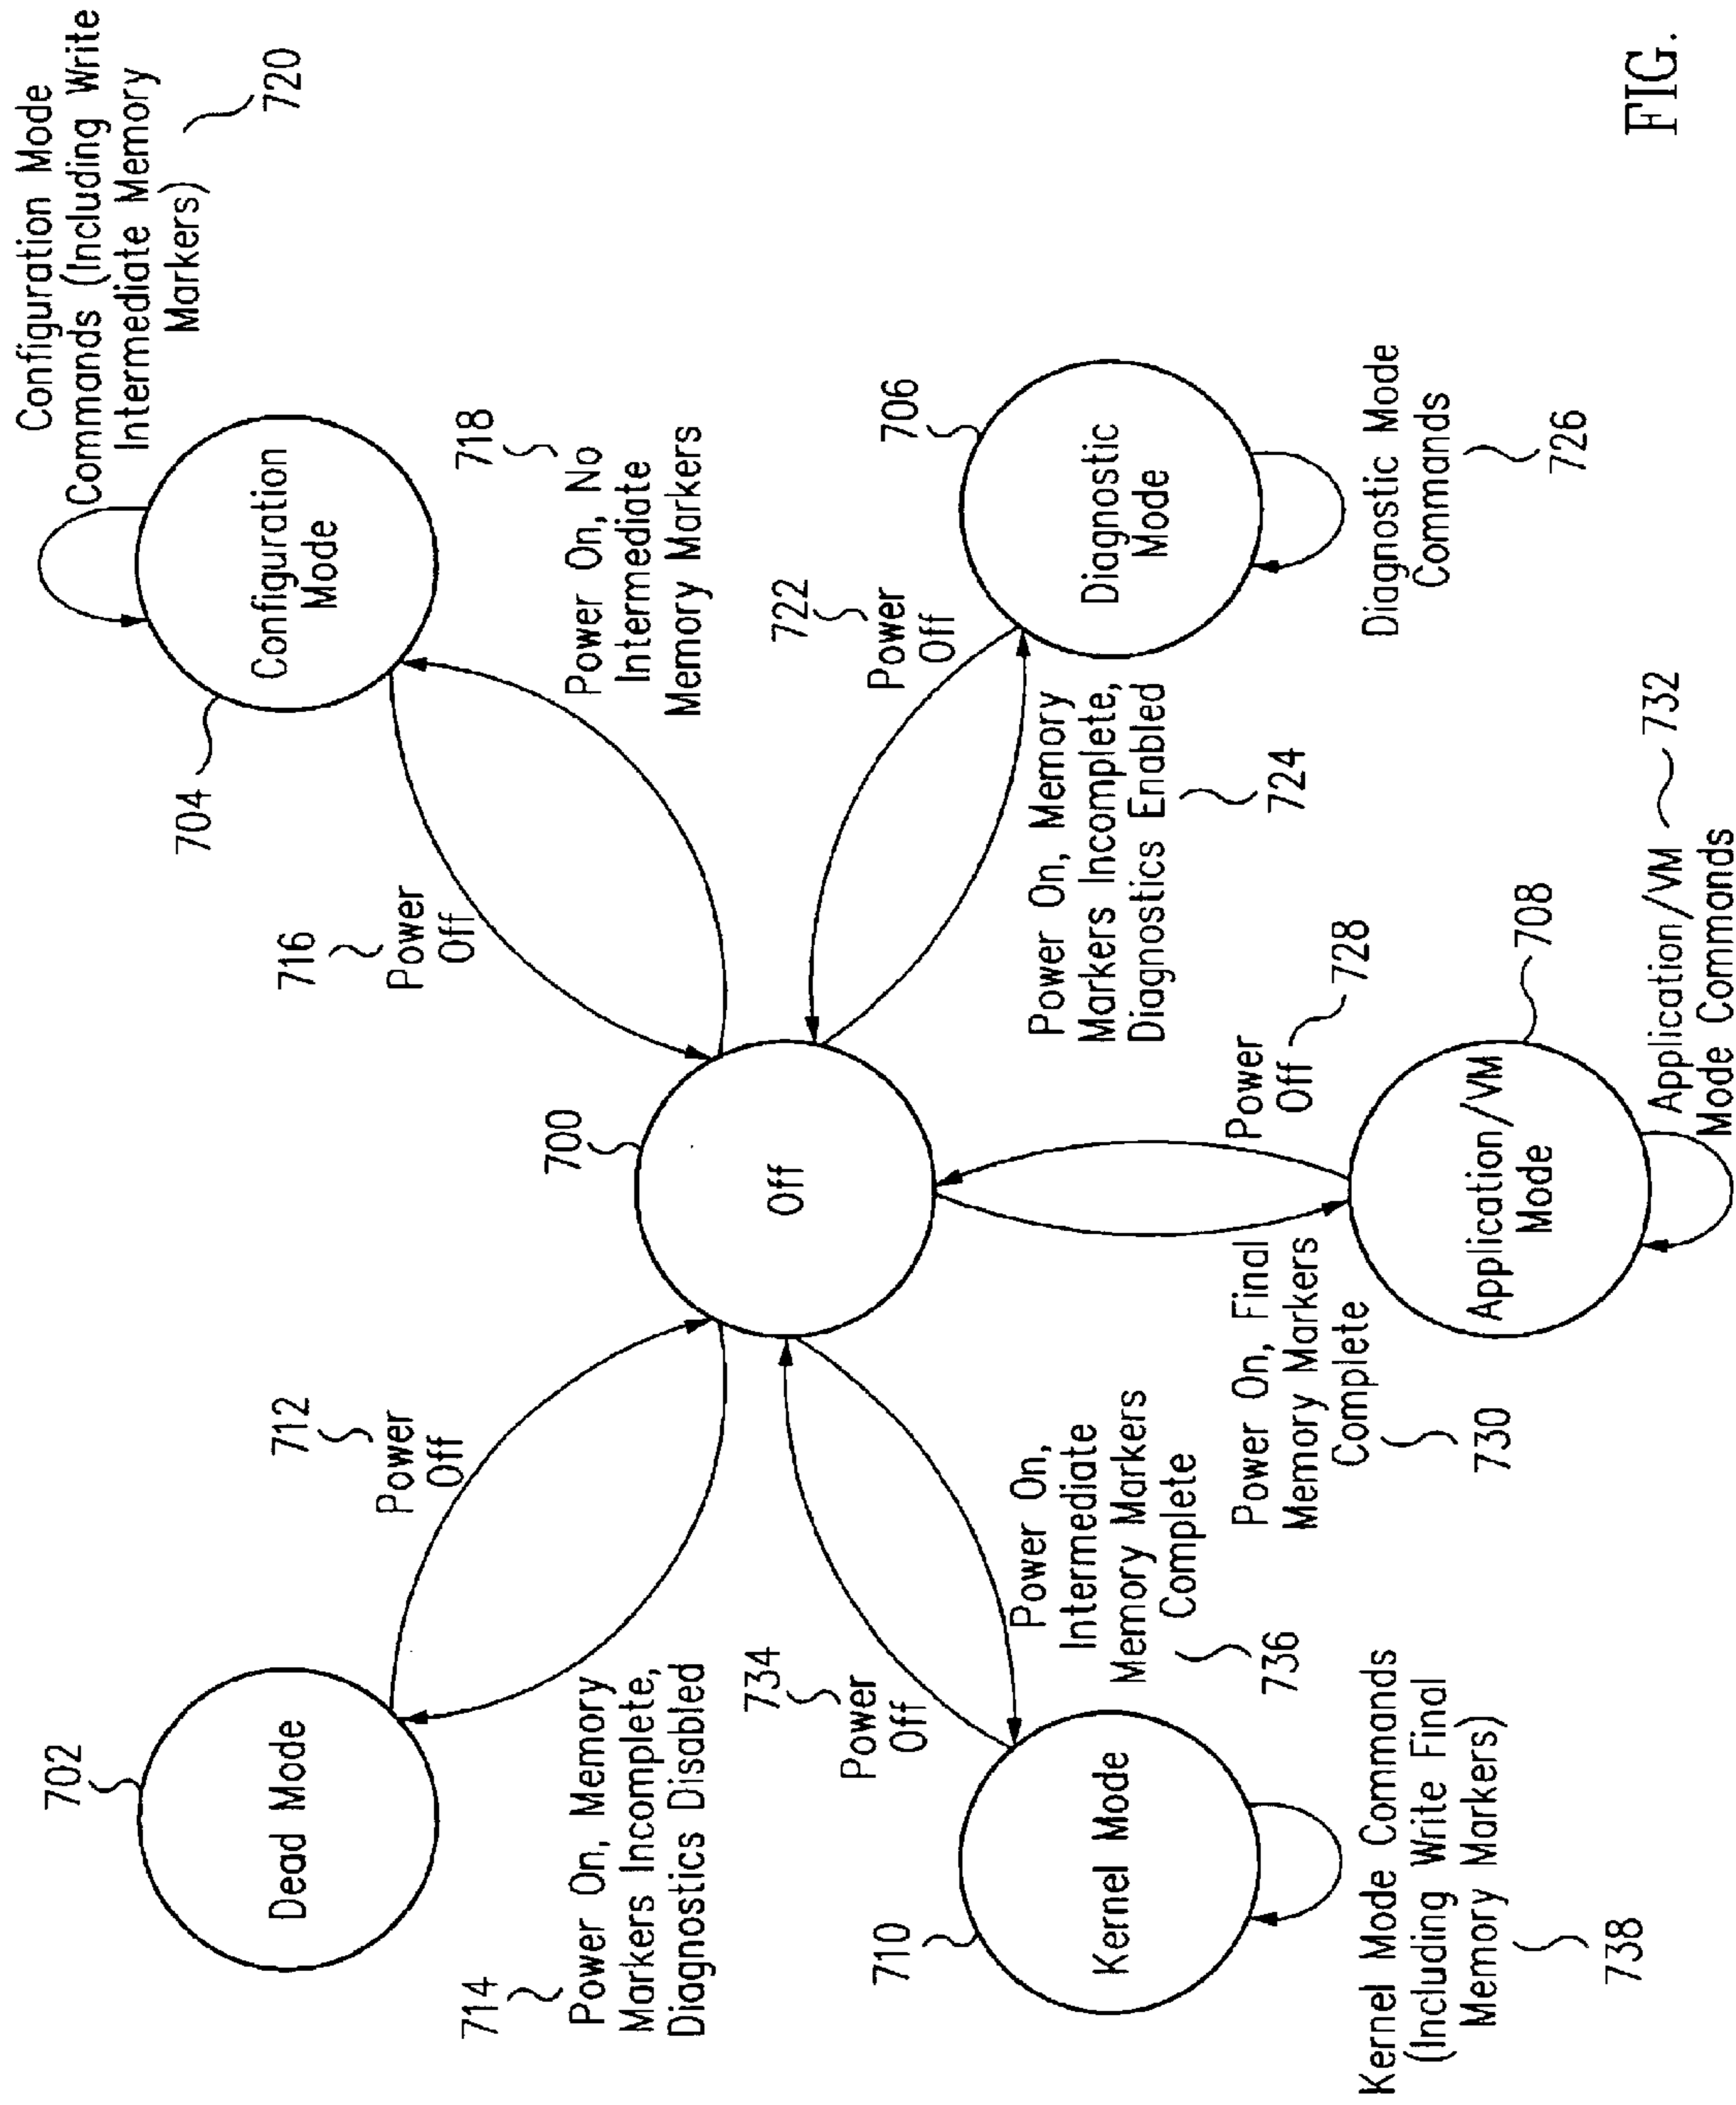 702
Dead Mode
712
Power
Off
714
Power On, Memory
Markers Incomplete,
Diagnostics Disabled
Configuration Mode
Commands (Including Write
Intermediate Memory
Markers)
720
704
Configuration
Mode
716
Power
Off
718
Power On, No
Intermediate
Memory Markers
700
Off
734
Power
Off
710
Kernel Mode
Power On,
Intermediate
Memory Markers
Complete
736
Kernel Mode Commands
(Including Write Final
Memory Markers)
738
722
Power
Off
706
Diagnostic
Mode
Power On, Memory
Markers Incomplete,
Diagnostics Enabled
724
Diagnostic Mode
Commands
726
Power
Off
728
Power On, Final
Memory Markers
Complete
730
708
Application/VM
Mode
Application/VM
Mode Commands
732
FIG.